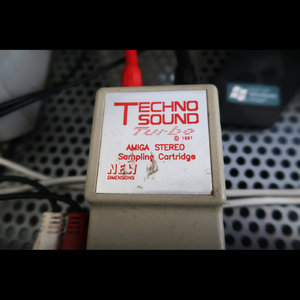 TECHNO
SOUND
Turbo
© 1991
AMIGA STEREO
Sampling Cartridge
NEW
DIMENSIONS